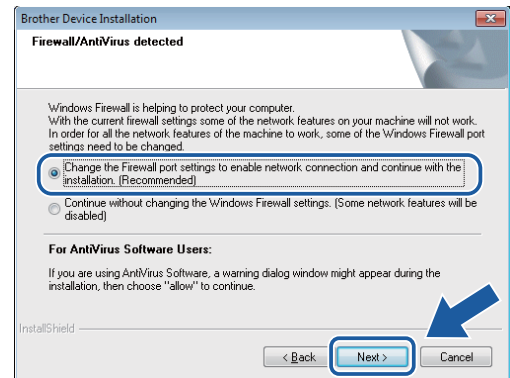 Brother Device Installation
Firewall/AntiVirus detected
Windows Firewall is helping to protect your computer.
With the current firewall settings some of the network features on your machine will not work.
In order for all the network features of the machine to work, some of the Windows Firewall port
settings need to be changed.
Change the Firewall port settings to enable network connection and continue with the
installation. (Recommended)
Continue without changing the Windows Firewall settings. (Some network features will be
disabled)
For AntiVirus Software Users:
If you are using AntiVirus Software, a warning dialog window might appear during the
installation, then choose "allow" to continue.
InstallShield
< Back Next > Cancel